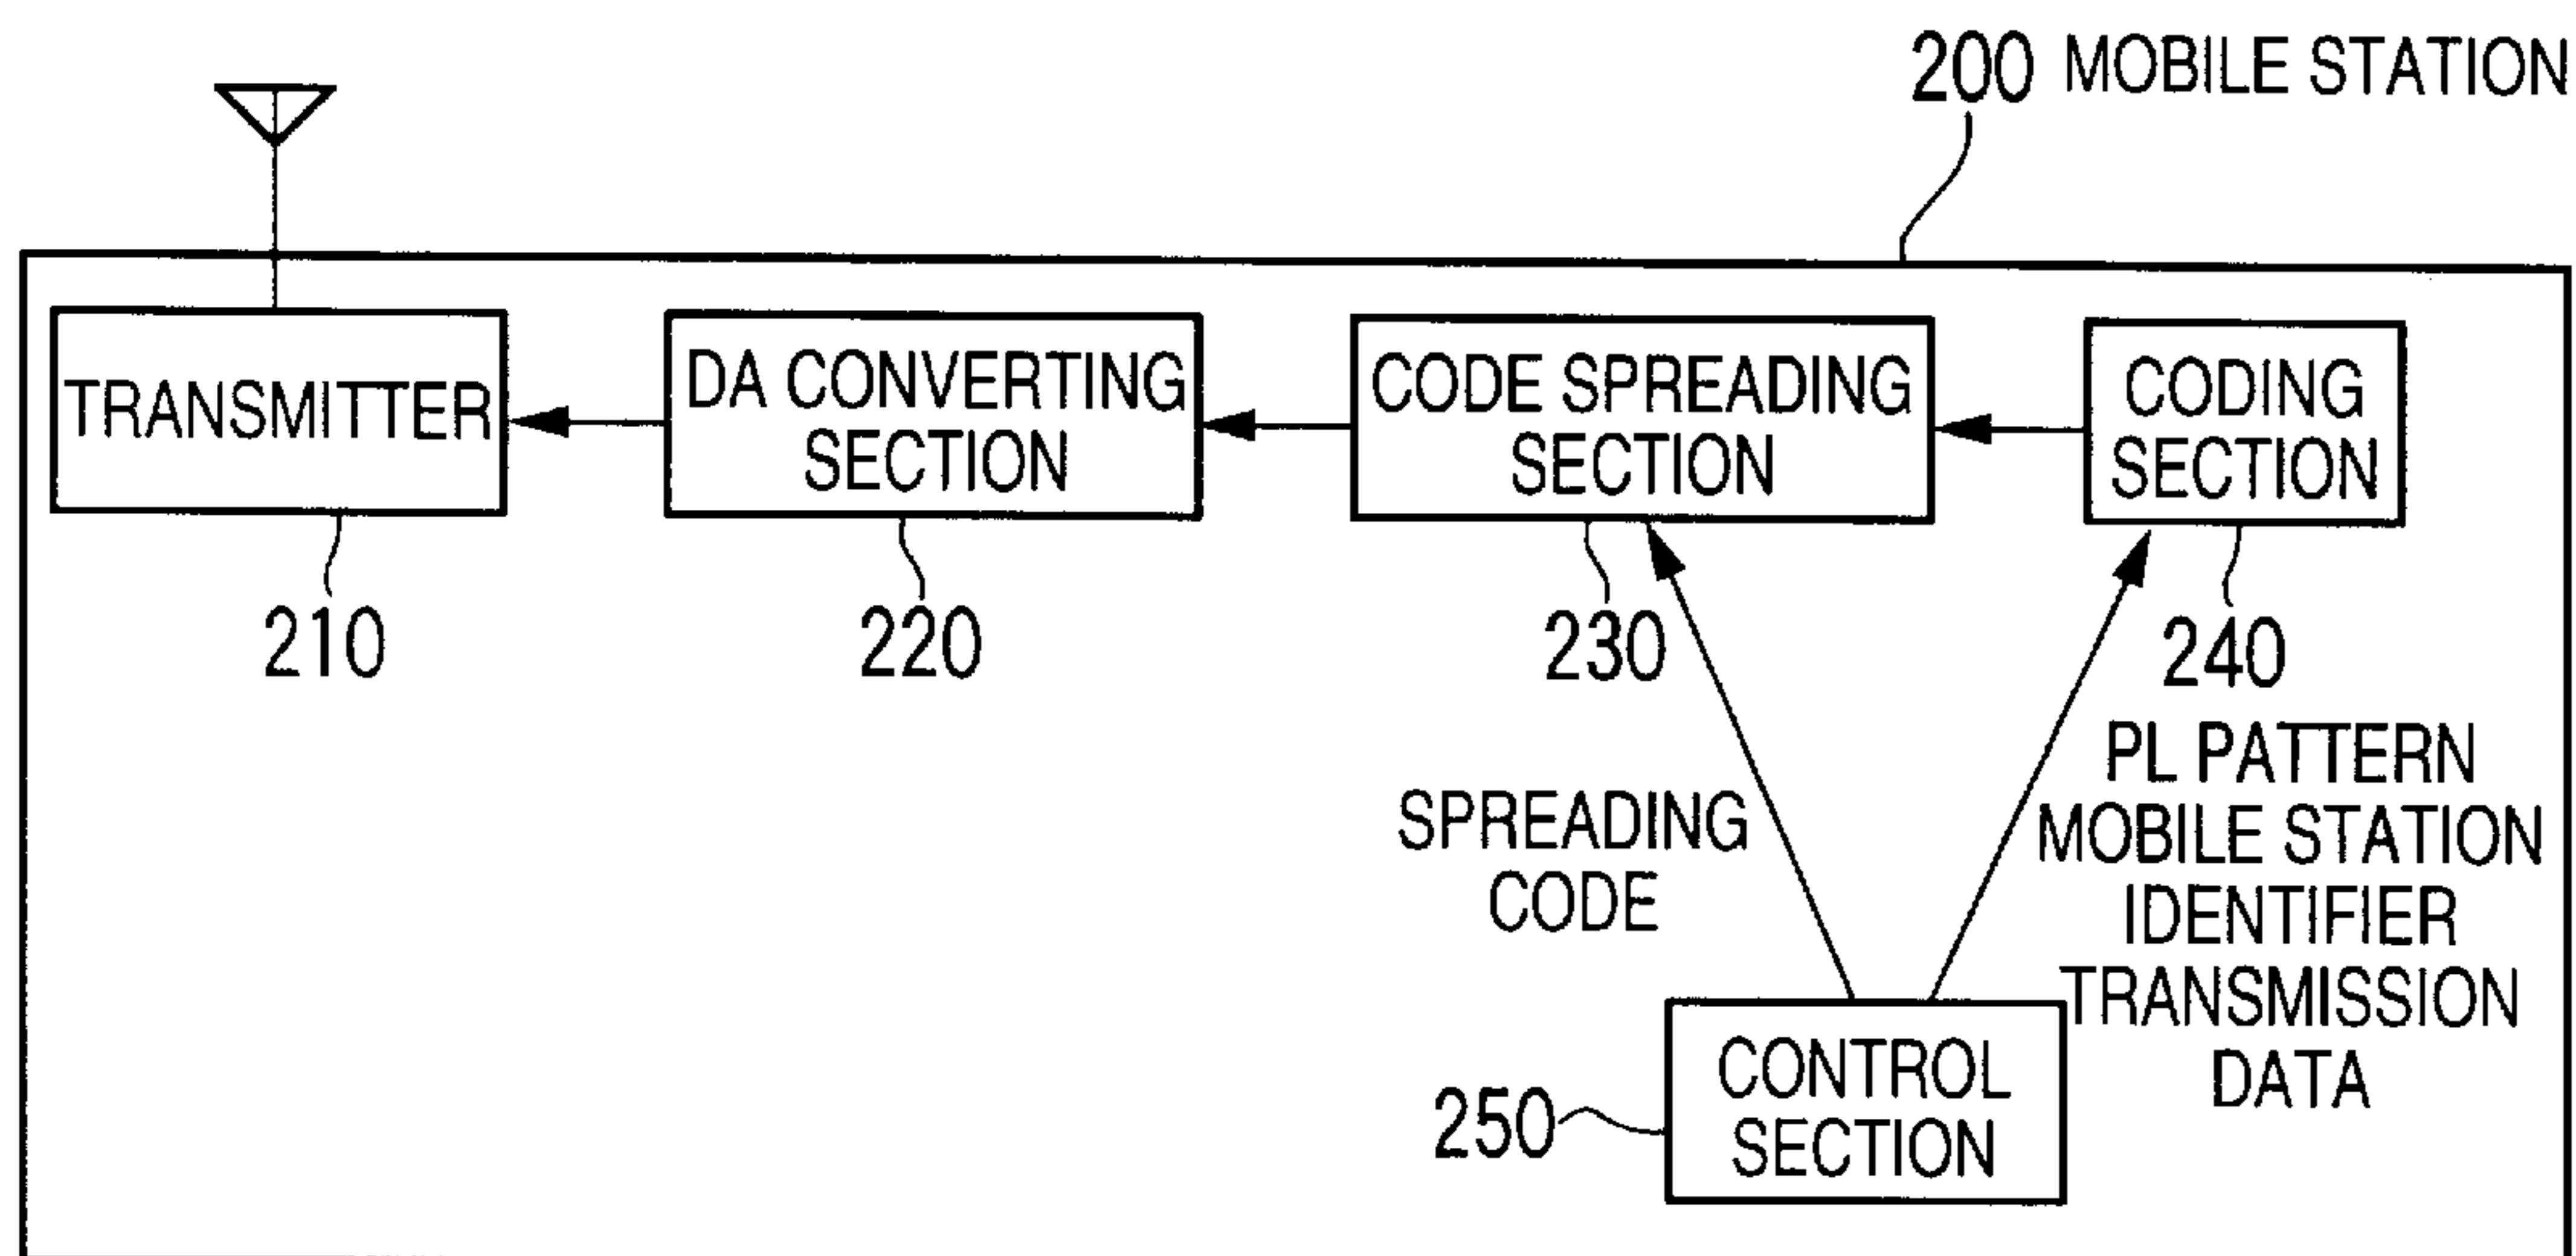 200 MOBILE STATION
TRANSMITTER
DA CONVERTING
SECTION
CODE SPREADING
SECTION
CODING
SECTION
210
220
230
240
SPREADING
CODE
PL PATTERN
MOBILE STATION
IDENTIFIER
TRANSMISSION
DATA
250
CONTROL
SECTION